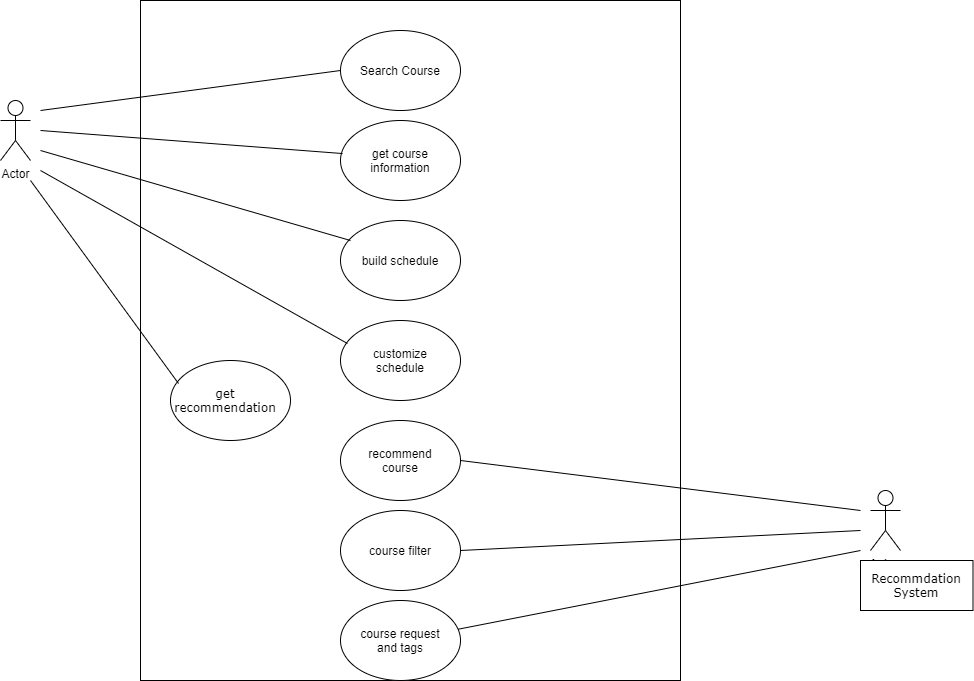 Search Course
get course
information
Actor
build schedule
customize
schedule
get
recommendation
recommend
course
course filter
Recommdation
System
course request
and tags